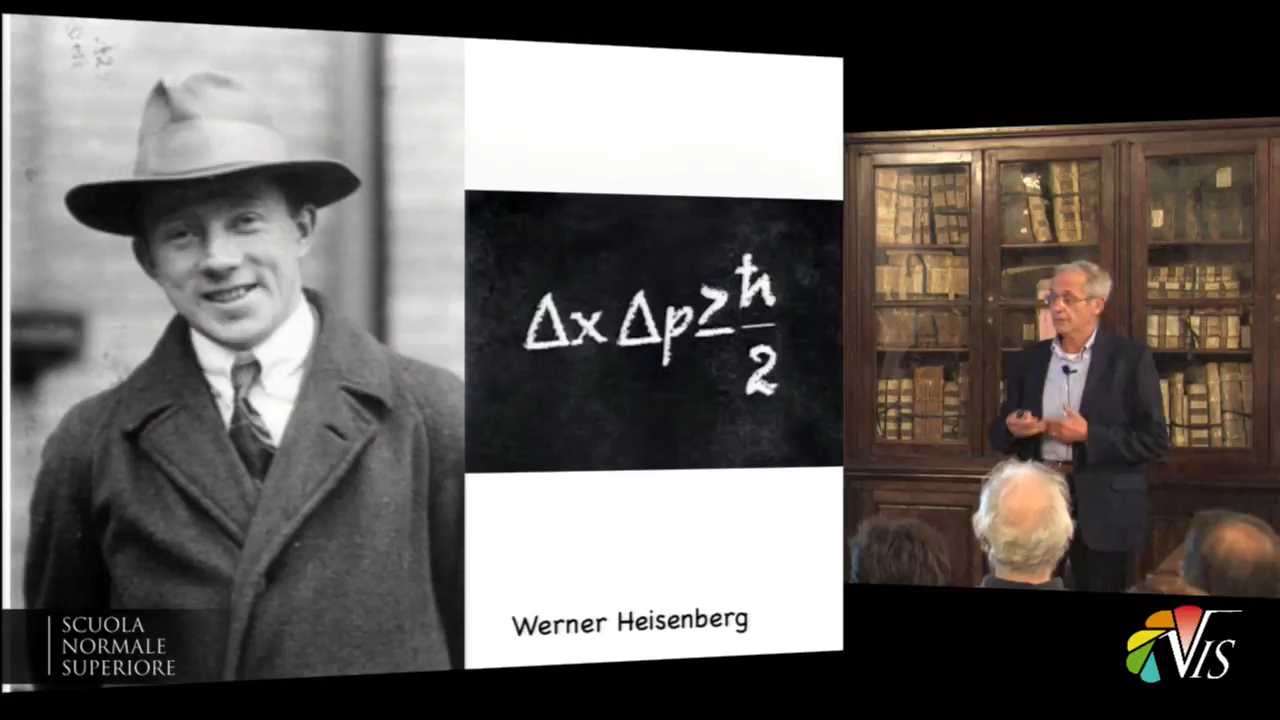 Δx Δp ≥ ħ/2
Werner Heisenberg
SCUOLA
NORMALE
SUPERIORE
VIS